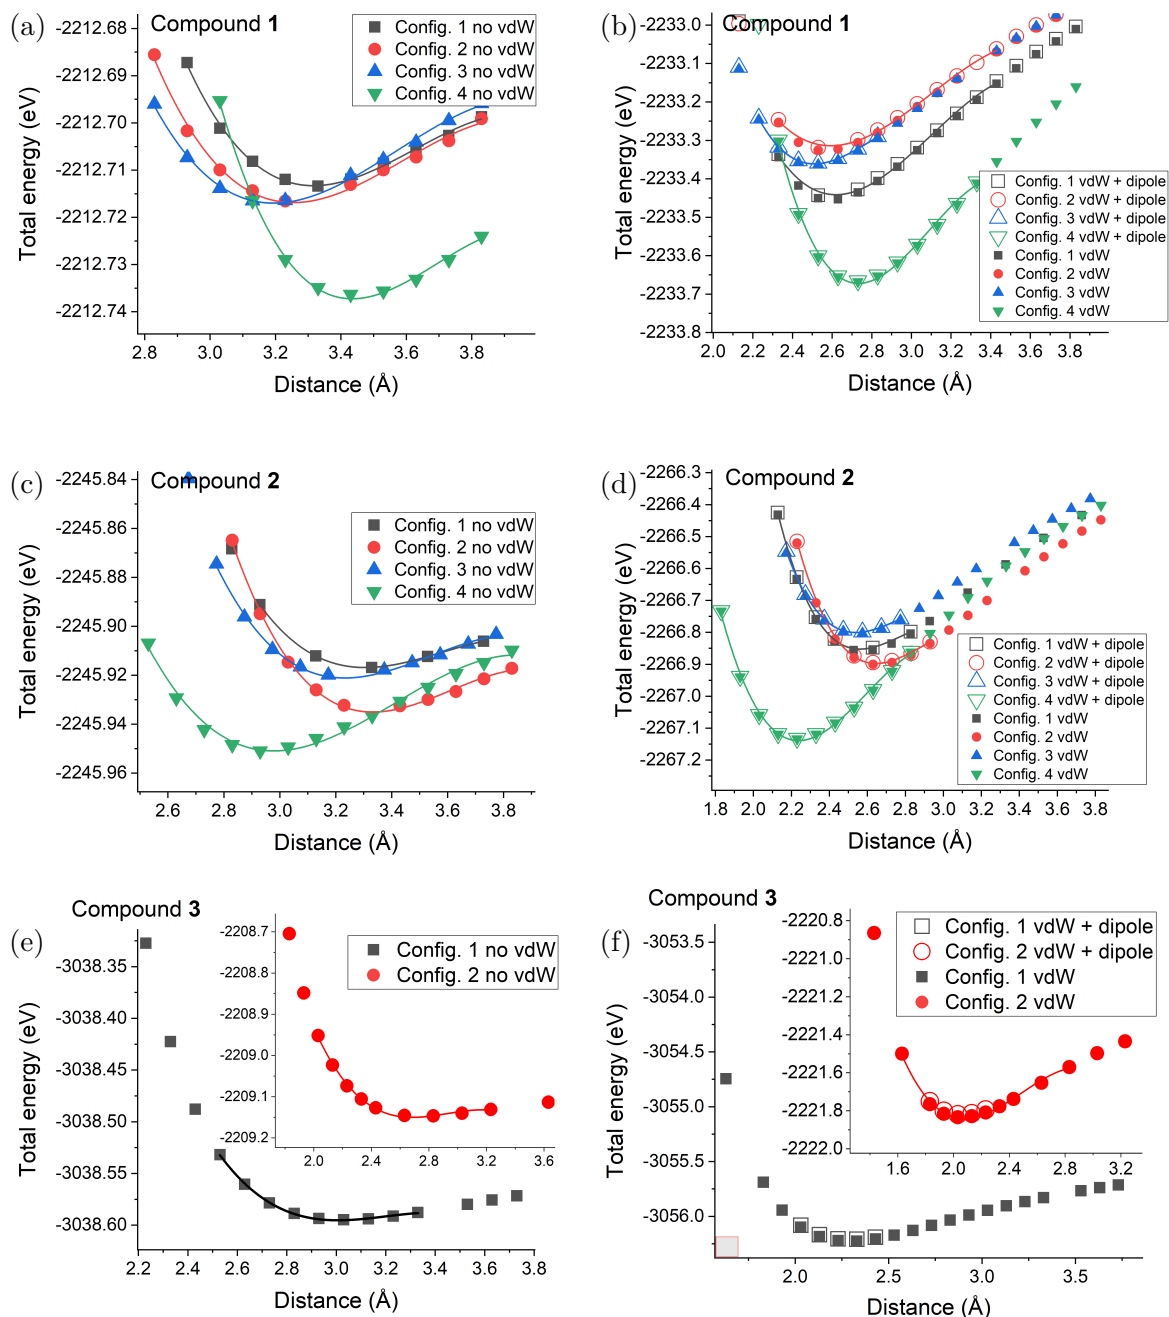 (a)
Compound 1
-2212.68
-2212.69
-2212.70
-2212.71
-2212.72
-2212.73
-2212.74
Total energy (eV)
2.8 3.0 3.2 3.4 3.6 3.8
Distance (Å)
Config. 1 no vdW
Config. 2 no vdW
Config. 3 no vdW
Config. 4 no vdW
(b)
Compound 1
-2233.0
-2233.1
-2233.2
-2233.3
-2233.4
-2233.5
-2233.6
-2233.7
-2233.8
Total energy (eV)
2.0 2.2 2.4 2.6 2.8 3.0 3.2 3.4 3.6 3.8
Distance (Å)
Config. 1 vdW + dipole
Config. 2 vdW + dipole
Config. 3 vdW + dipole
Config. 4 vdW + dipole
Config. 1 vdW
Config. 2 vdW
Config. 3 vdW
Config. 4 vdW
(c)
Compound 2
-2245.84
-2245.86
-2245.88
-2245.90
-2245.92
-2245.94
-2245.96
Total energy (eV)
2.6 2.8 3.0 3.2 3.4 3.6 3.8
Distance (Å)
Config. 1 no vdW
Config. 2 no vdW
Config. 3 no vdW
Config. 4 no vdW
(d)
Compound 2
-2266.3
-2266.4
-2266.5
-2266.6
-2266.7
-2266.8
-2266.9
-2267.0
-2267.1
-2267.2
Total energy (eV)
1.8 2.0 2.2 2.4 2.6 2.8 3.0 3.2 3.4 3.6 3.8
Distance (Å)
Config. 1 vdW + dipole
Config. 2 vdW + dipole
Config. 3 vdW + dipole
Config. 4 vdW + dipole
Config. 1 vdW
Config. 2 vdW
Config. 3 vdW
Config. 4 vdW
(e)
Compound 3
-3038.35
-3038.40
-3038.45
-3038.50
-3038.55
-3038.60
Total energy (eV)
2.2 2.4 2.6 2.8 3.0 3.2 3.4 3.6 3.8
Distance (Å)
-2208.7
-2208.8
-2208.9
-2209.0
-2209.1
-2209.2
2.0 2.4 2.8 3.2 3.6
Config. 1 no vdW
Config. 2 no vdW
(f)
Compound 3
-3053.5
-3054.0
-3054.5
-3055.0
-3055.5
-3056.0
Total energy (eV)
2.0 2.5 3.0 3.5
Distance (Å)
-2220.8
-2221.0
-2221.2
-2221.4
-2221.6
-2221.8
-2222.0
1.6 2.0 2.4 2.8 3.2
Config. 1 vdW + dipole
Config. 2 vdW + dipole
Config. 1 vdW
Config. 2 vdW